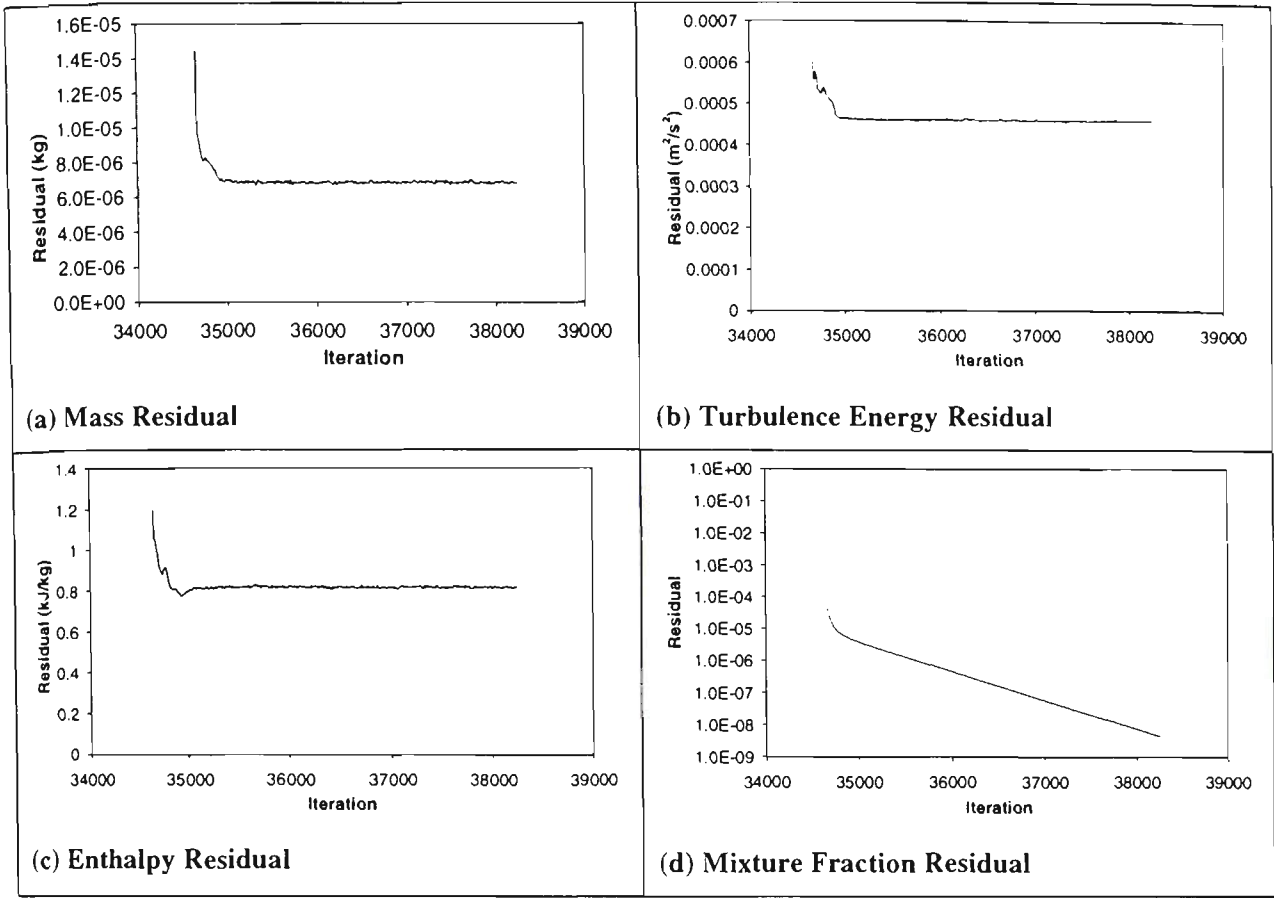 1.6E-05
1.4E-05
1.2E-05
1.0E-05
8.0E-06
6.0E-06
4.0E-06
2.0E-06
0.0E+00
Residual (kg)
34000 35000 36000 37000 38000 39000
Iteration
(a) Mass Residual
0.0007
0.0006
0.0005
0.0004
0.0003
0.0002
0.0001
0
Residual (m²/s²)
34000 35000 36000 37000 38000 39000
Iteration
(b) Turbulence Energy Residual
1.4
1.2
1
0.8
0.6
0.4
0.2
0
Residual (kJ/kg)
34000 35000 36000 37000 38000 39000
Iteration
(c) Enthalpy Residual
1.0E+00
1.0E-01
1.0E-02
1.0E-03
1.0E-04
1.0E-05
1.0E-06
1.0E-07
1.0E-08
1.0E-09
Residual
34000 35000 36000 37000 38000 39000
Iteration
(d) Mixture Fraction Residual